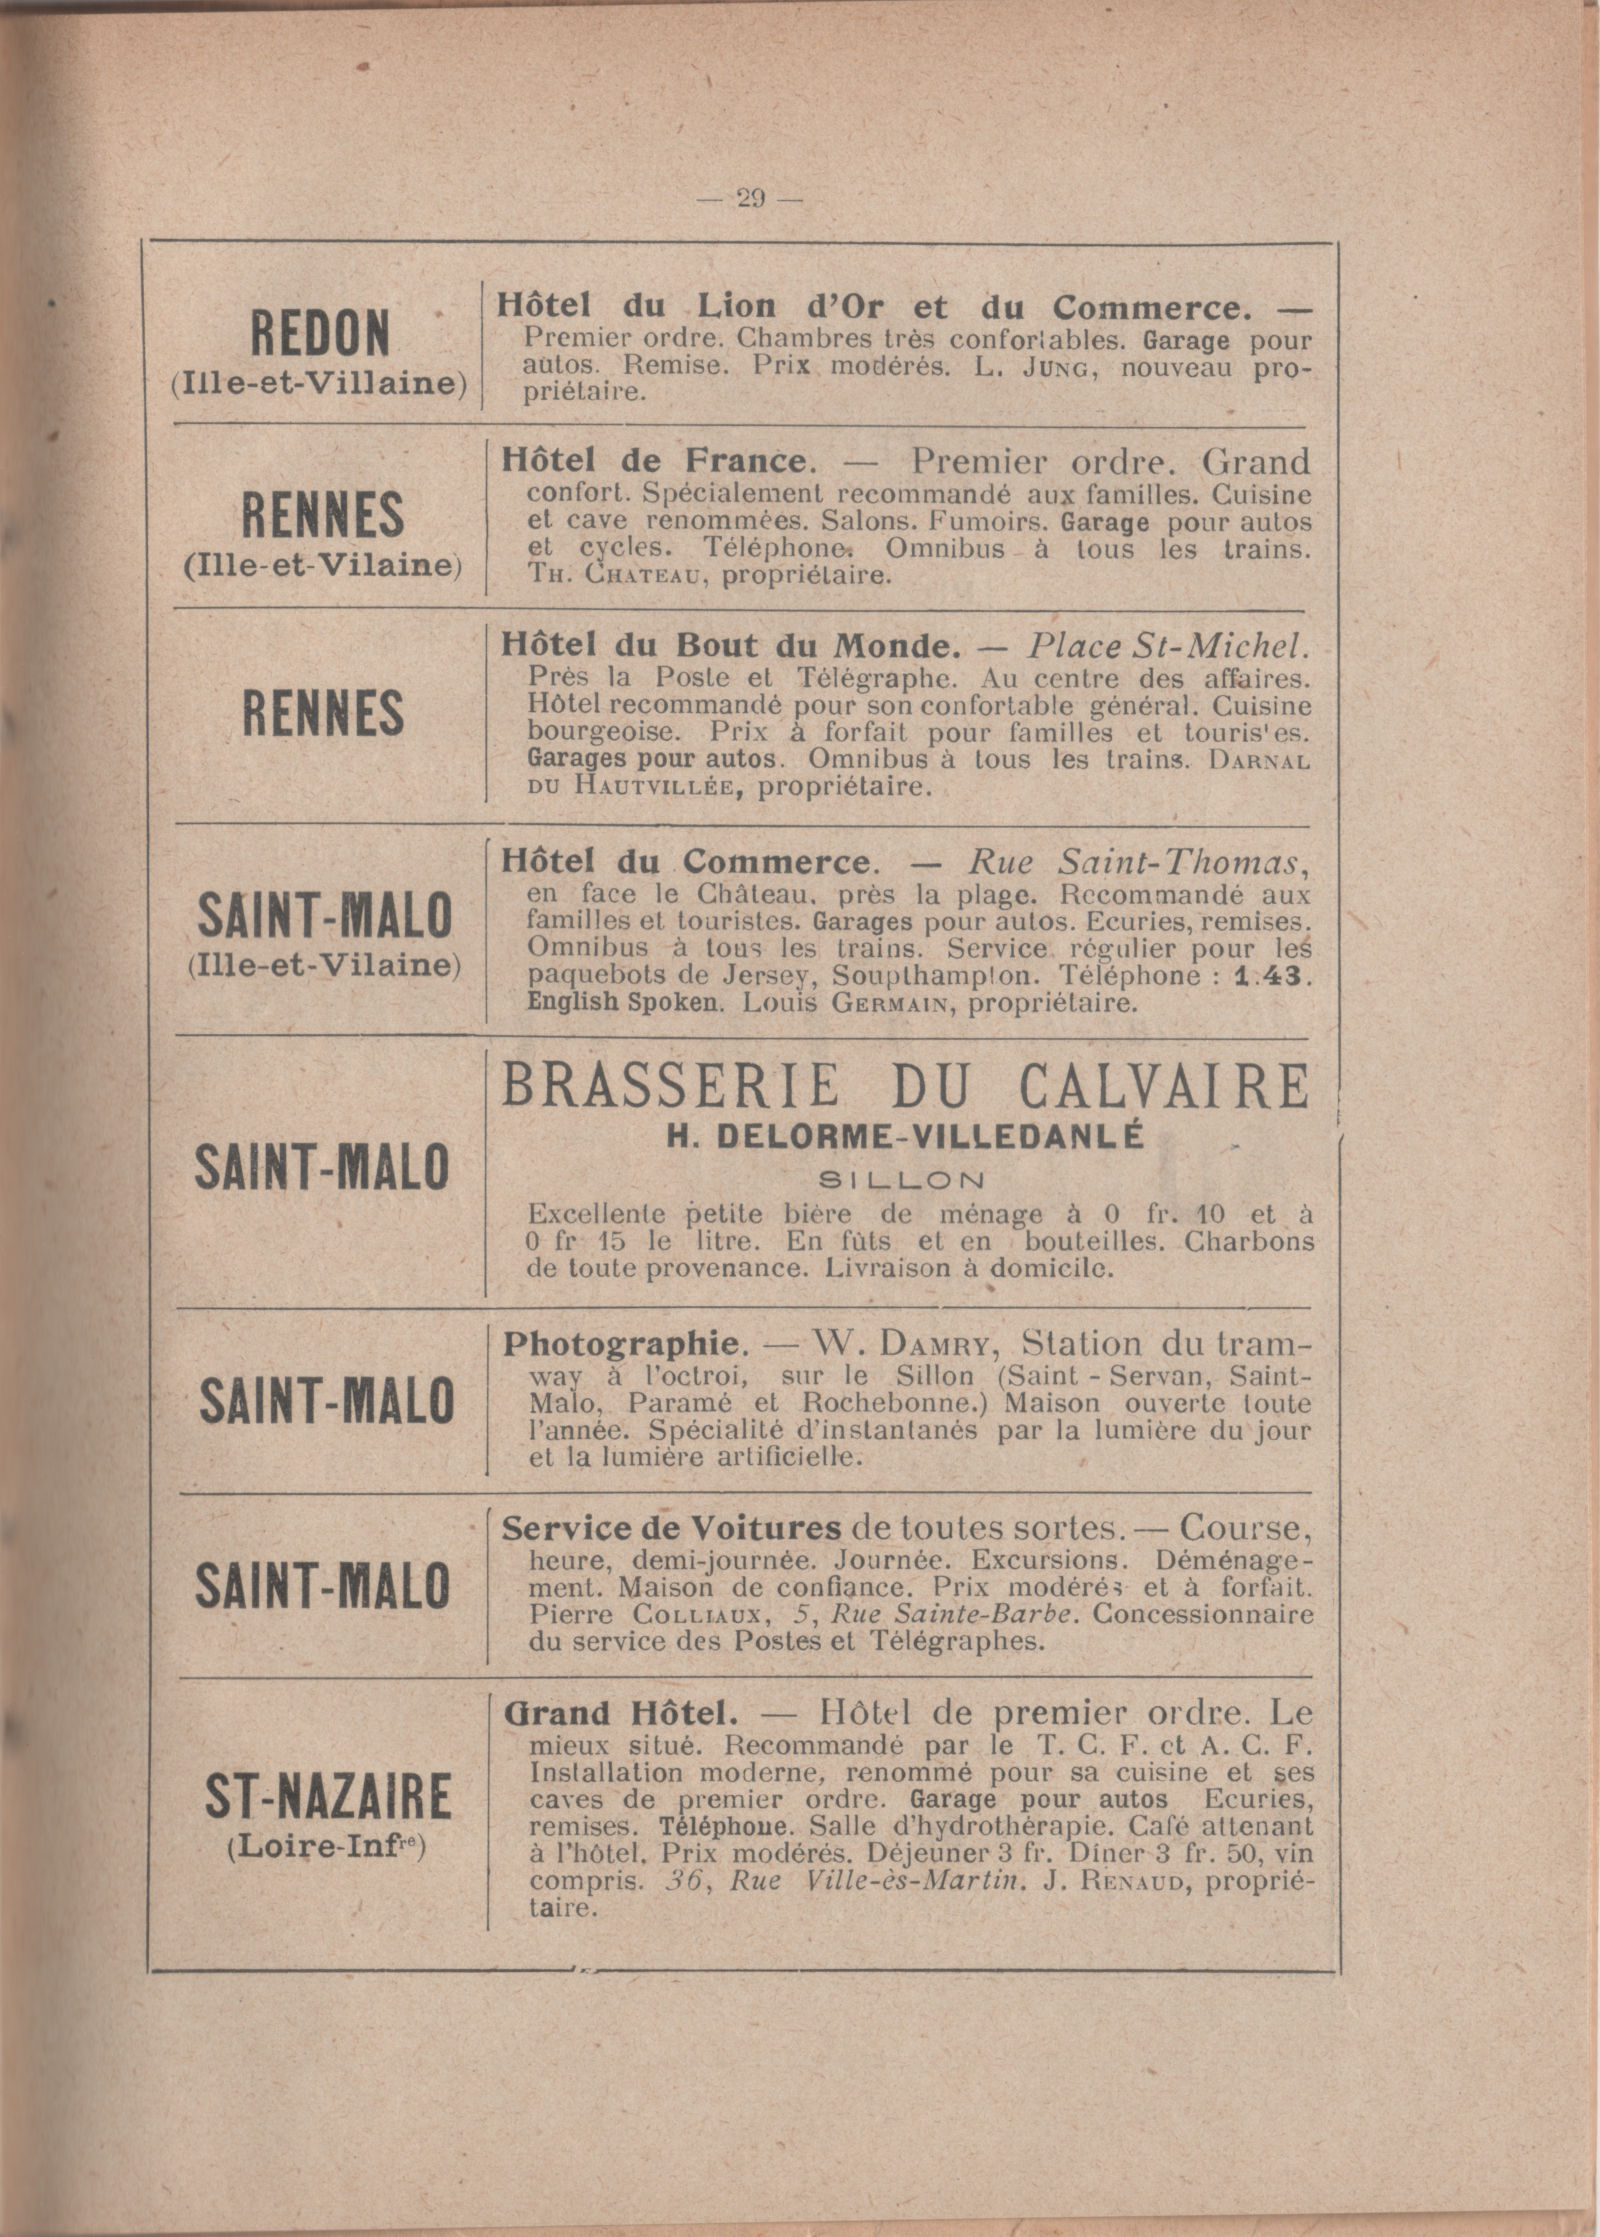 — 29 —
REDON
(Ille-et-Villaine)
Hôtel du Lion d'Or et du Commerce. —
Premier ordre. Chambres très confortables. Garage pour
autos. Remise. Prix modérés. L. JUNG, nouveau pro-
priétaire.
RENNES
(Ille-et-Vilaine)
Hôtel de France. — Premier ordre. Grand
confort. Spécialement recommandé aux familles. Cuisine
et cave renommées. Salons. Fumoirs. Garage pour autos
et cycles. Téléphone. Omnibus à tous les trains.
TH. CHATEAU, propriétaire.
RENNES
Hôtel du Bout du Monde. — Place St-Michel.
Près la Poste et Télégraphe. Au centre des affaires.
Hôtel recommandé pour son confortable général. Cuisine
bourgeoise. Prix à forfait pour familles et touris'es.
Garages pour autos. Omnibus à tous les trains. DARNAL
DU HAUTVILLÉE, propriétaire.
SAINT-MALO
(Ille-et-Vilaine)
Hôtel du Commerce. — Rue Saint-Thomas,
en face le Château, près la plage. Recommandé aux
familles et touristes. Garages pour autos. Ecuries, remises.
Omnibus à tous les trains. Service régulier pour les
paquebots de Jersey, Soupthampton. Téléphone : 1.43.
English Spoken. Louis GERMAIN, propriétaire.
SAINT-MALO
BRASSERIE DU CALVAIRE
H. DELORME-VILLEDANLÉ
SILLON
Excellente petite bière de ménage à 0 fr. 10 et à
0 fr 15 le litre. En fûts et en bouteilles. Charbons
de toute provenance. Livraison à domicile.
SAINT-MALO
Photographie. — W. DAMRY, Station du tram-
way à l'octroi, sur le Sillon (Saint - Servan, Saint-
Malo, Paramé et Rochebonne.) Maison ouverte toute
l'année. Spécialité d'instantanés par la lumière du jour
et la lumière artificielle.
SAINT-MALO
Service de Voitures de toutes sortes. — Course,
heure, demi-journée. Journée. Excursions. Déménage-
ment. Maison de confiance. Prix modérés et à forfait.
Pierre COLLIAUX, 5, Rue Sainte-Barbe. Concessionnaire
du service des Postes et Télégraphes.
ST-NAZAIRE
(Loire-Infre)
Grand Hôtel. — Hôtel de premier ordre. Le
mieux situé. Recommandé par le T. C. F. et A. C. F.
Installation moderne, renommé pour sa cuisine et ses
caves de premier ordre. Garage pour autos Ecuries,
remises. Téléphoue. Salle d'hydrothérapie. Café attenant
à l'hôtel. Prix modérés. Déjeuner 3 fr. Dîner 3 fr. 50, vin
compris. 36, Rue Ville-ès-Martin. J. RENAUD, proprié-
taire.